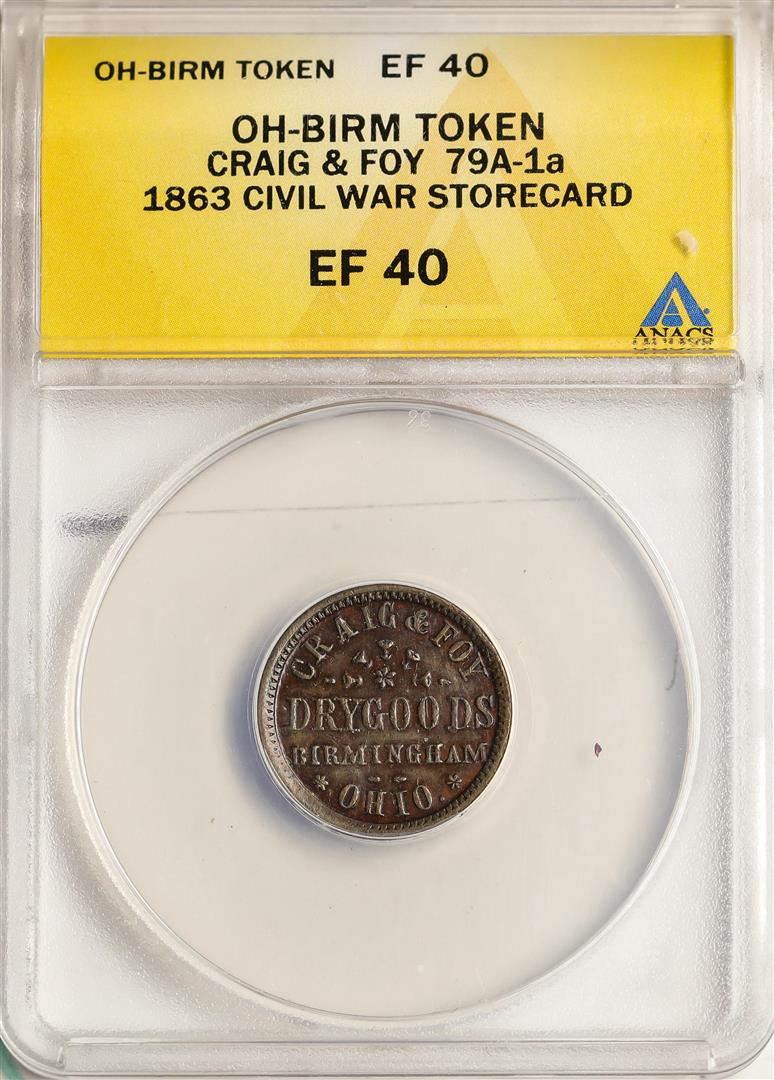 OH-BIRM TOKEN EF 40
OH-BIRM TOKEN
CRAIG & FOY 79A-1a
1863 CIVIL WAR STORECARD
EF 40
ANACS
CRAIG & FOY
DRYGOODS
BIRMINGHAM
* OHIO. *